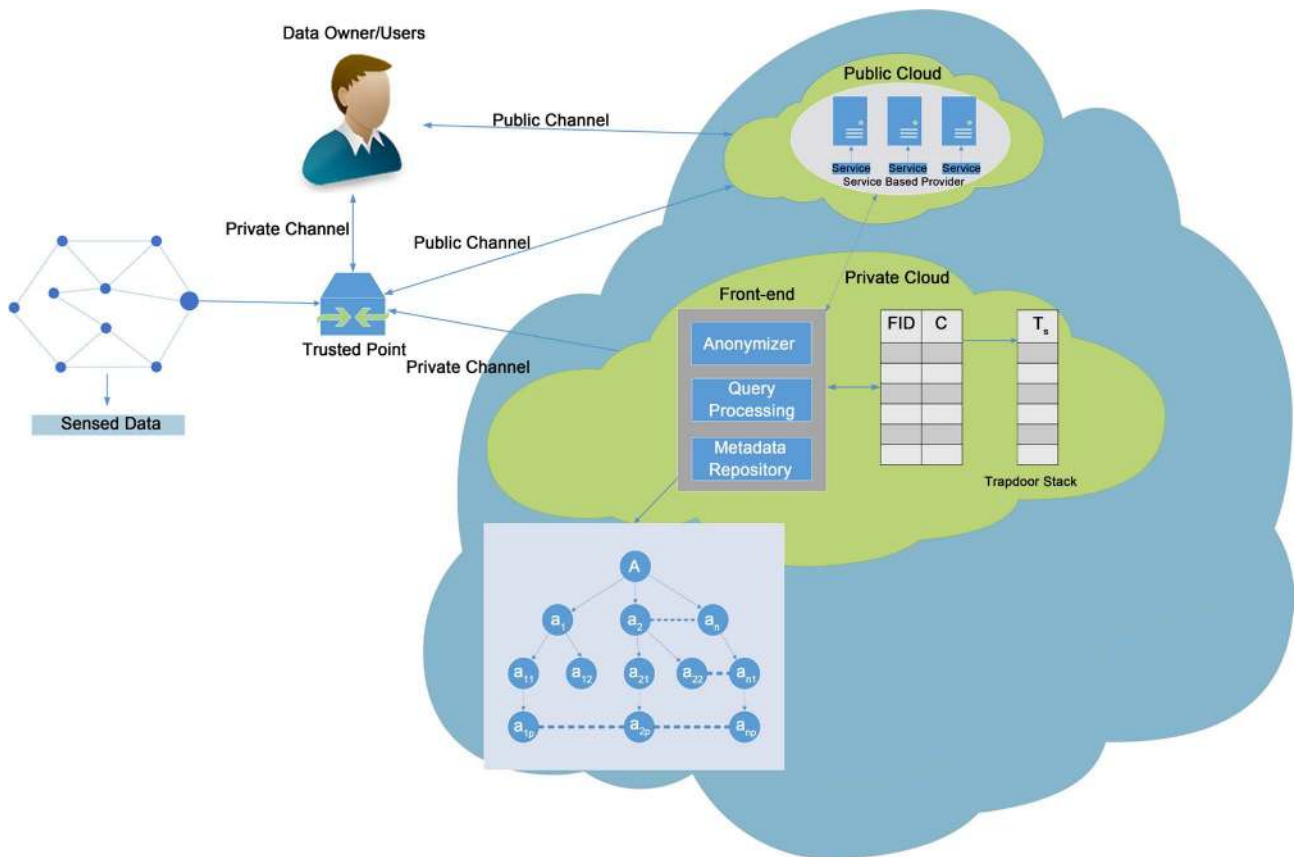 Data Owner/Users
Public Cloud
Public Channel
Service Service Service
Service Based Provider
Private Channel
Public Channel
Private Cloud
Front-end
FID C
Ts
Anonymizer
Trusted Point
Private Channel
Query
Processing
Sensed Data
Metadata
Repository
Trapdoor Stack
A
a1 a2 an
a11 a12 a21 a22 an1
a1p a2p anp